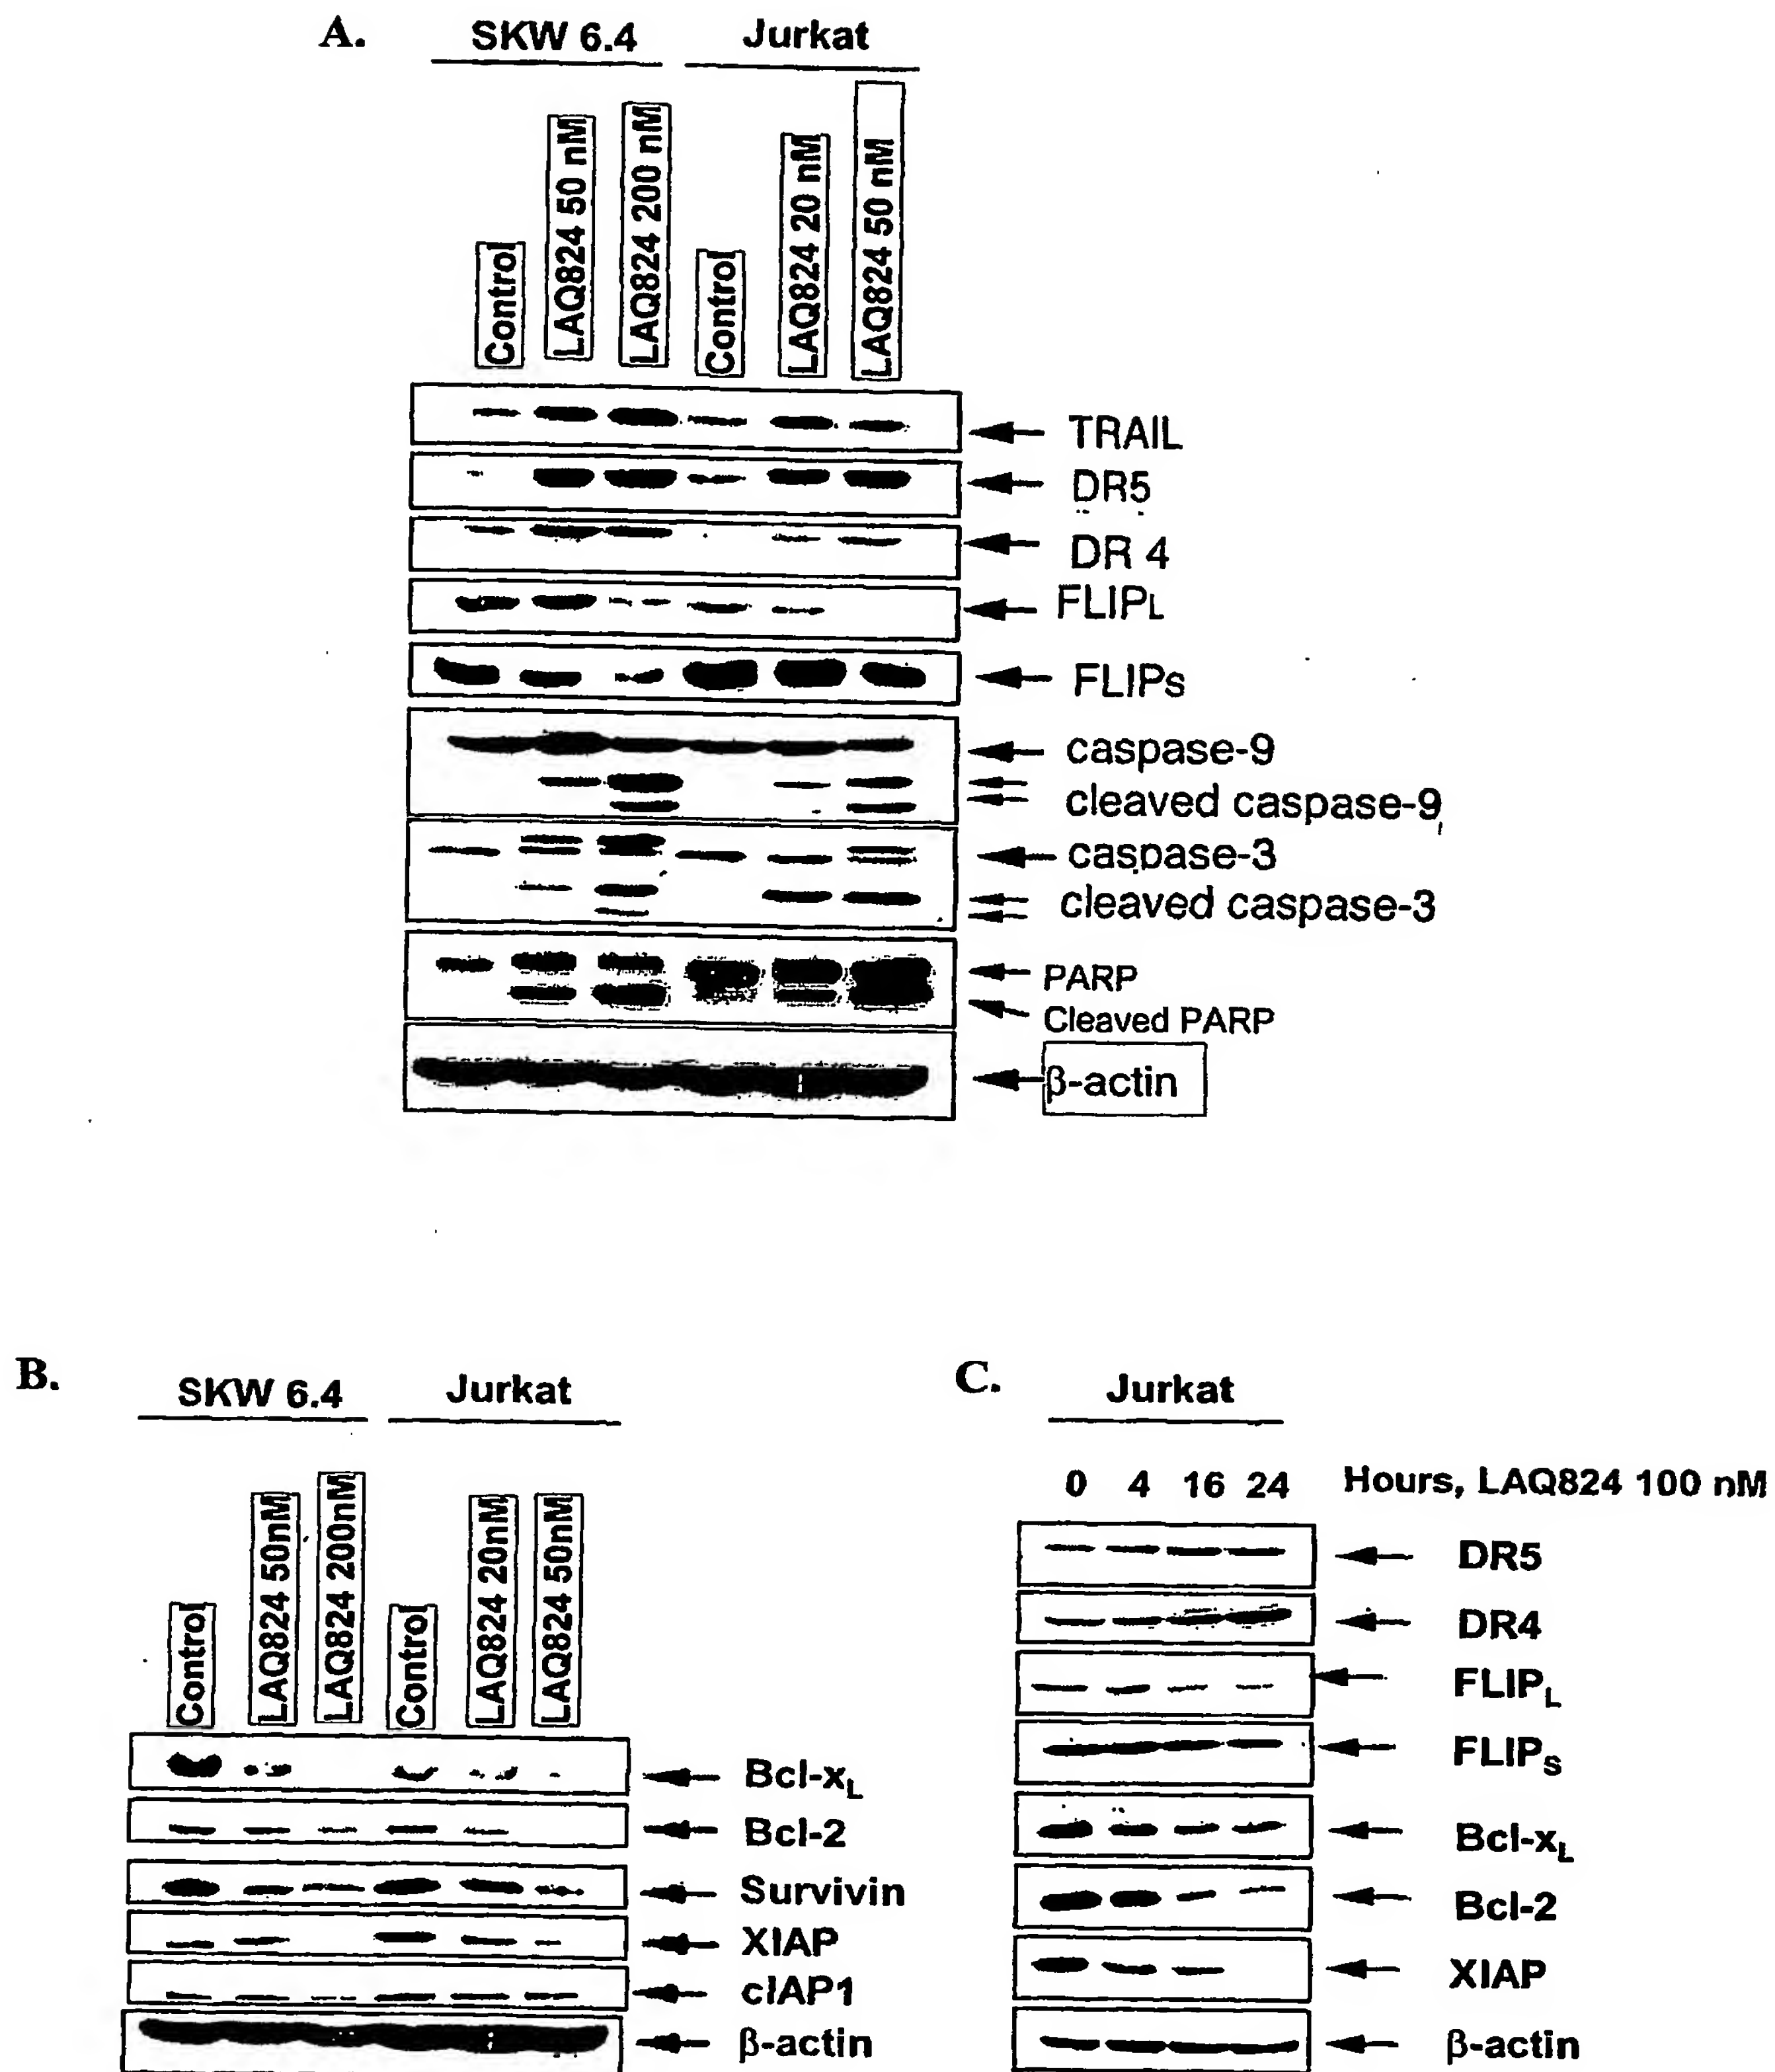 A.
SKW 6.4 Jurkat
Control
LAQ824 50 nM
LAQ824 200 nM
Control
LAQ824 20 nM
LAQ824 50 nM
TRAIL
DR5
DR 4
FLIPL
FLIPs
caspase-9
cleaved caspase-9
caspase-3
cleaved caspase-3
PARP
Cleaved PARP
β-actin
B.
SKW 6.4 Jurkat
Control
LAQ824 50nM
LAQ824 200nM
Control
LAQ824 20nM
LAQ824 50nM
Bcl-xL
Bcl-2
Survivin
XIAP
cIAP1
β-actin
C.
Jurkat
0 4 16 24 Hours, LAQ824 100 nM
DR5
DR4
FLIPL
FLIPS
Bcl-xL
Bcl-2
XIAP
β-actin